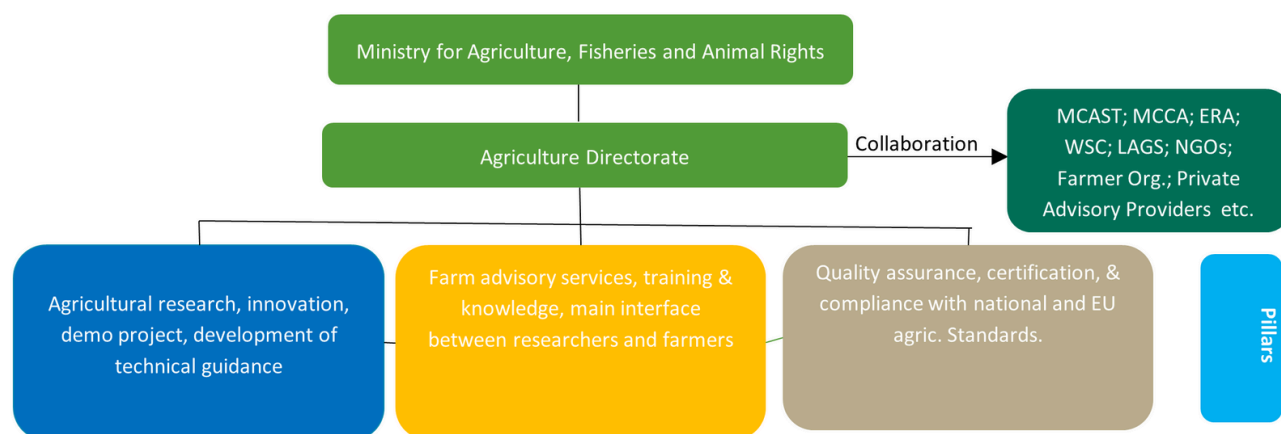 Ministry for Agriculture, Fisheries and Animal Rights
Agriculture Directorate
Collaboration
MCAST; MCCA; ERA;
WSC; LAGS; NGOs;
Farmer Org.; Private
Advisory Providers etc.
Agricultural research, innovation,
demo project, development of
technical guidance
Farm advisory services, training &
knowledge, main interface
between researchers and farmers
Quality assurance, certification, &
compliance with national and EU
agric. Standards.
Pillars